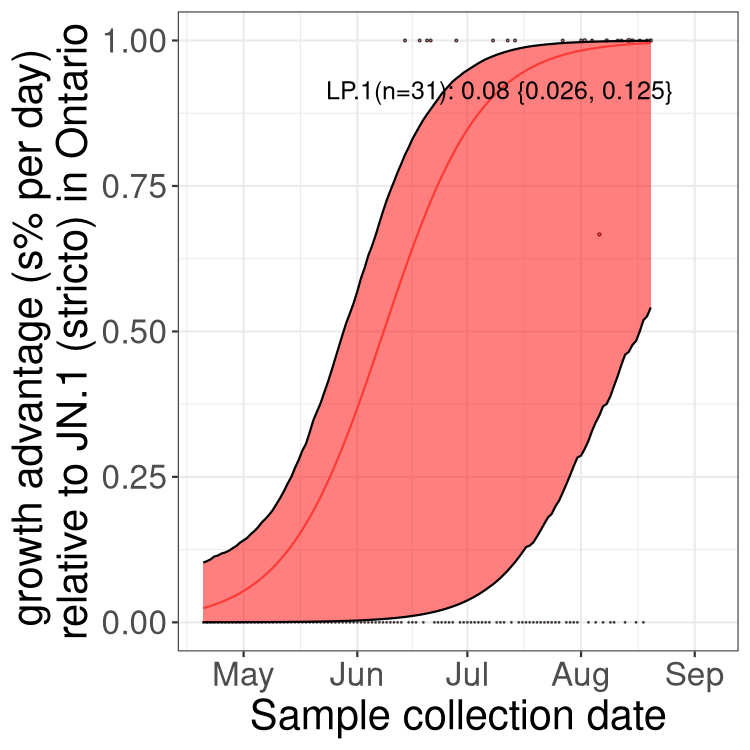 growth advantage (s% per day)
relative to JN.1 (stricto) in Ontario
1.00
0.75
0.50
0.25
0.00
LP.1(n=31): 0.08 {0.026, 0.125}
May Jun Jul Aug Sep
Sample collection date